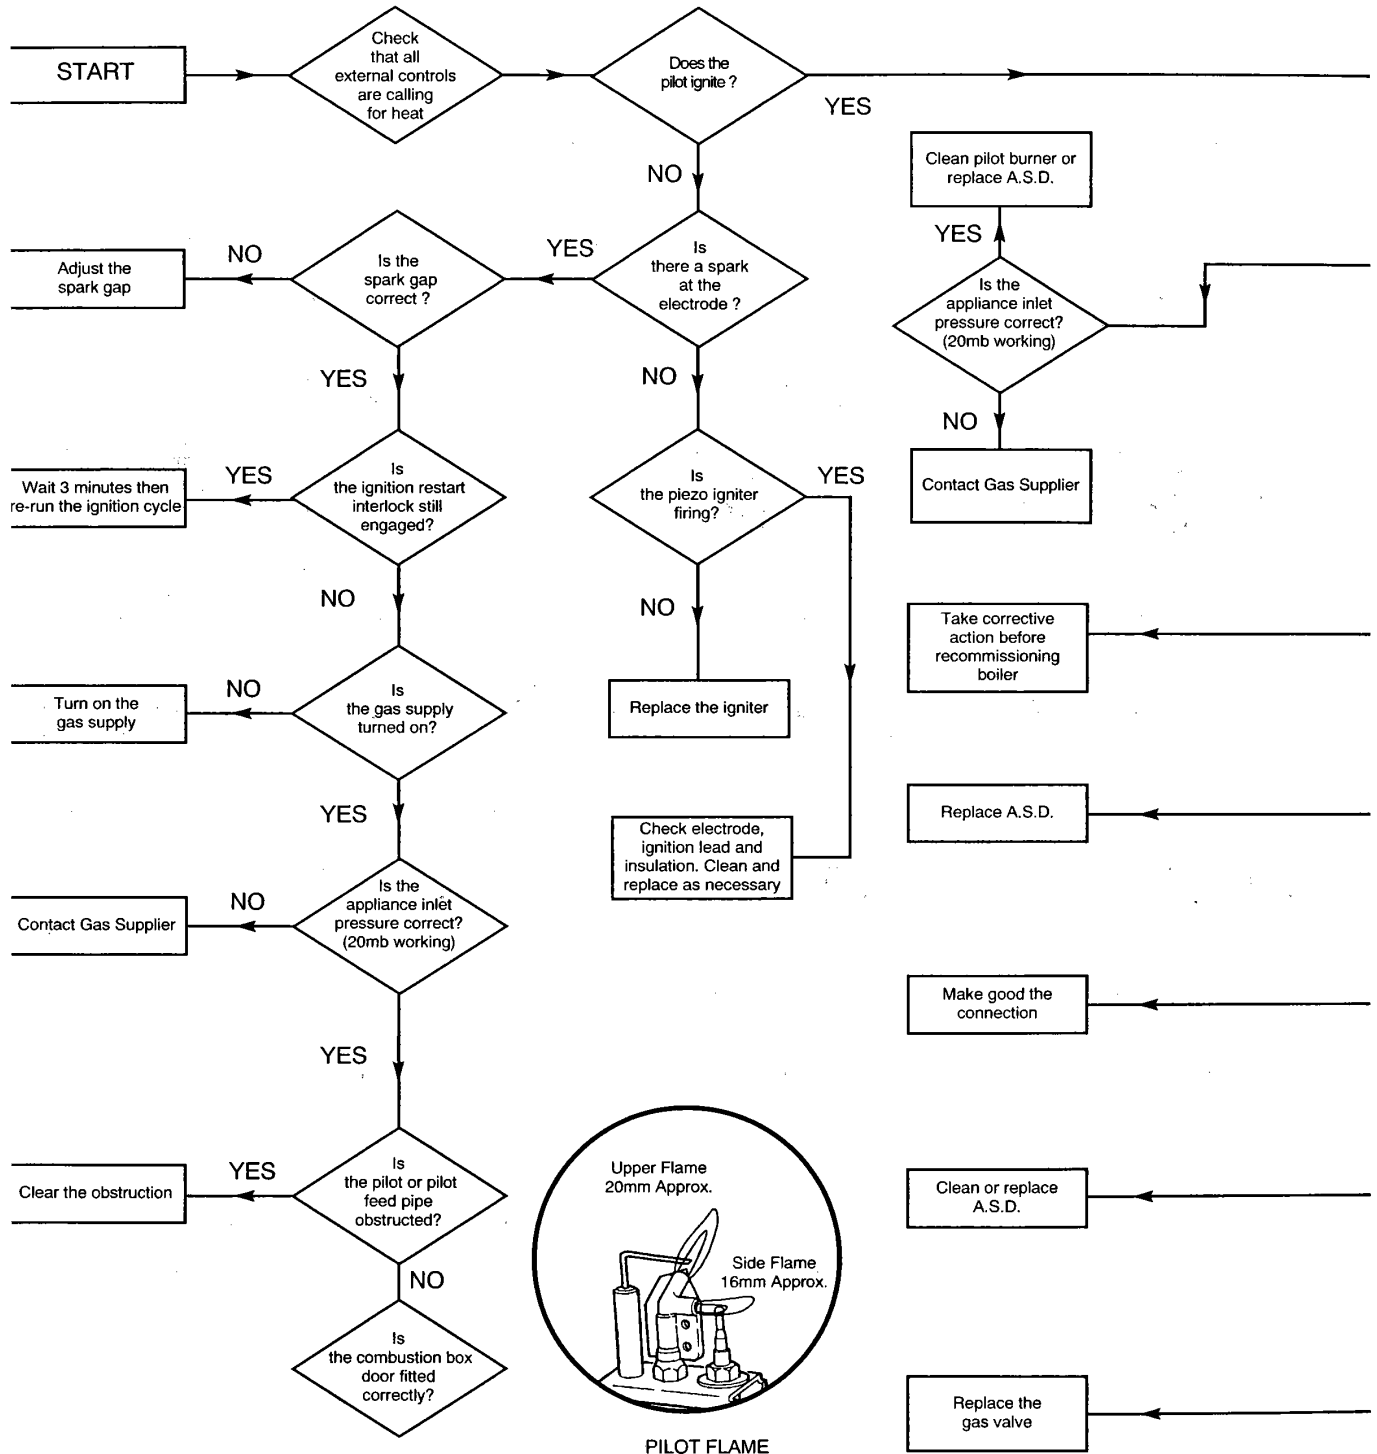 START
Check
that all
external controls
are calling
for heat
Does the
pilot ignite ?
YES
NO
Clean pilot burner or
replace A.S.D.
YES
Is the
appliance inlet
pressure correct?
(20mb working)
NO
Contact Gas Supplier
Is
there a spark
at the
electrode ?
YES
Is the
spark gap
correct ?
NO
Adjust the
spark gap
YES
NO
Is
the ignition restart
interlock still
engaged?
YES
Wait 3 minutes then
re-run the ignition cycle
Is
the piezo igniter
firing?
YES
NO
NO
Replace the igniter
Take corrective
action before
recommissioning
boiler
Is
the gas supply
turned on?
NO
Turn on the
gas supply
YES
Check electrode,
ignition lead and
insulation. Clean and
replace as necessary
Replace A.S.D.
Is the
appliance inlet
pressure correct?
(20mb working)
NO
Contact Gas Supplier
YES
Make good the
connection
Is
the pilot or pilot
feed pipe
obstructed?
YES
Clear the obstruction
NO
Upper Flame
20mm Approx.
Side Flame
16mm Approx.
Clean or replace
A.S.D.
Is
the combustion box
door fitted
correctly?
PILOT FLAME
Replace the
gas valve